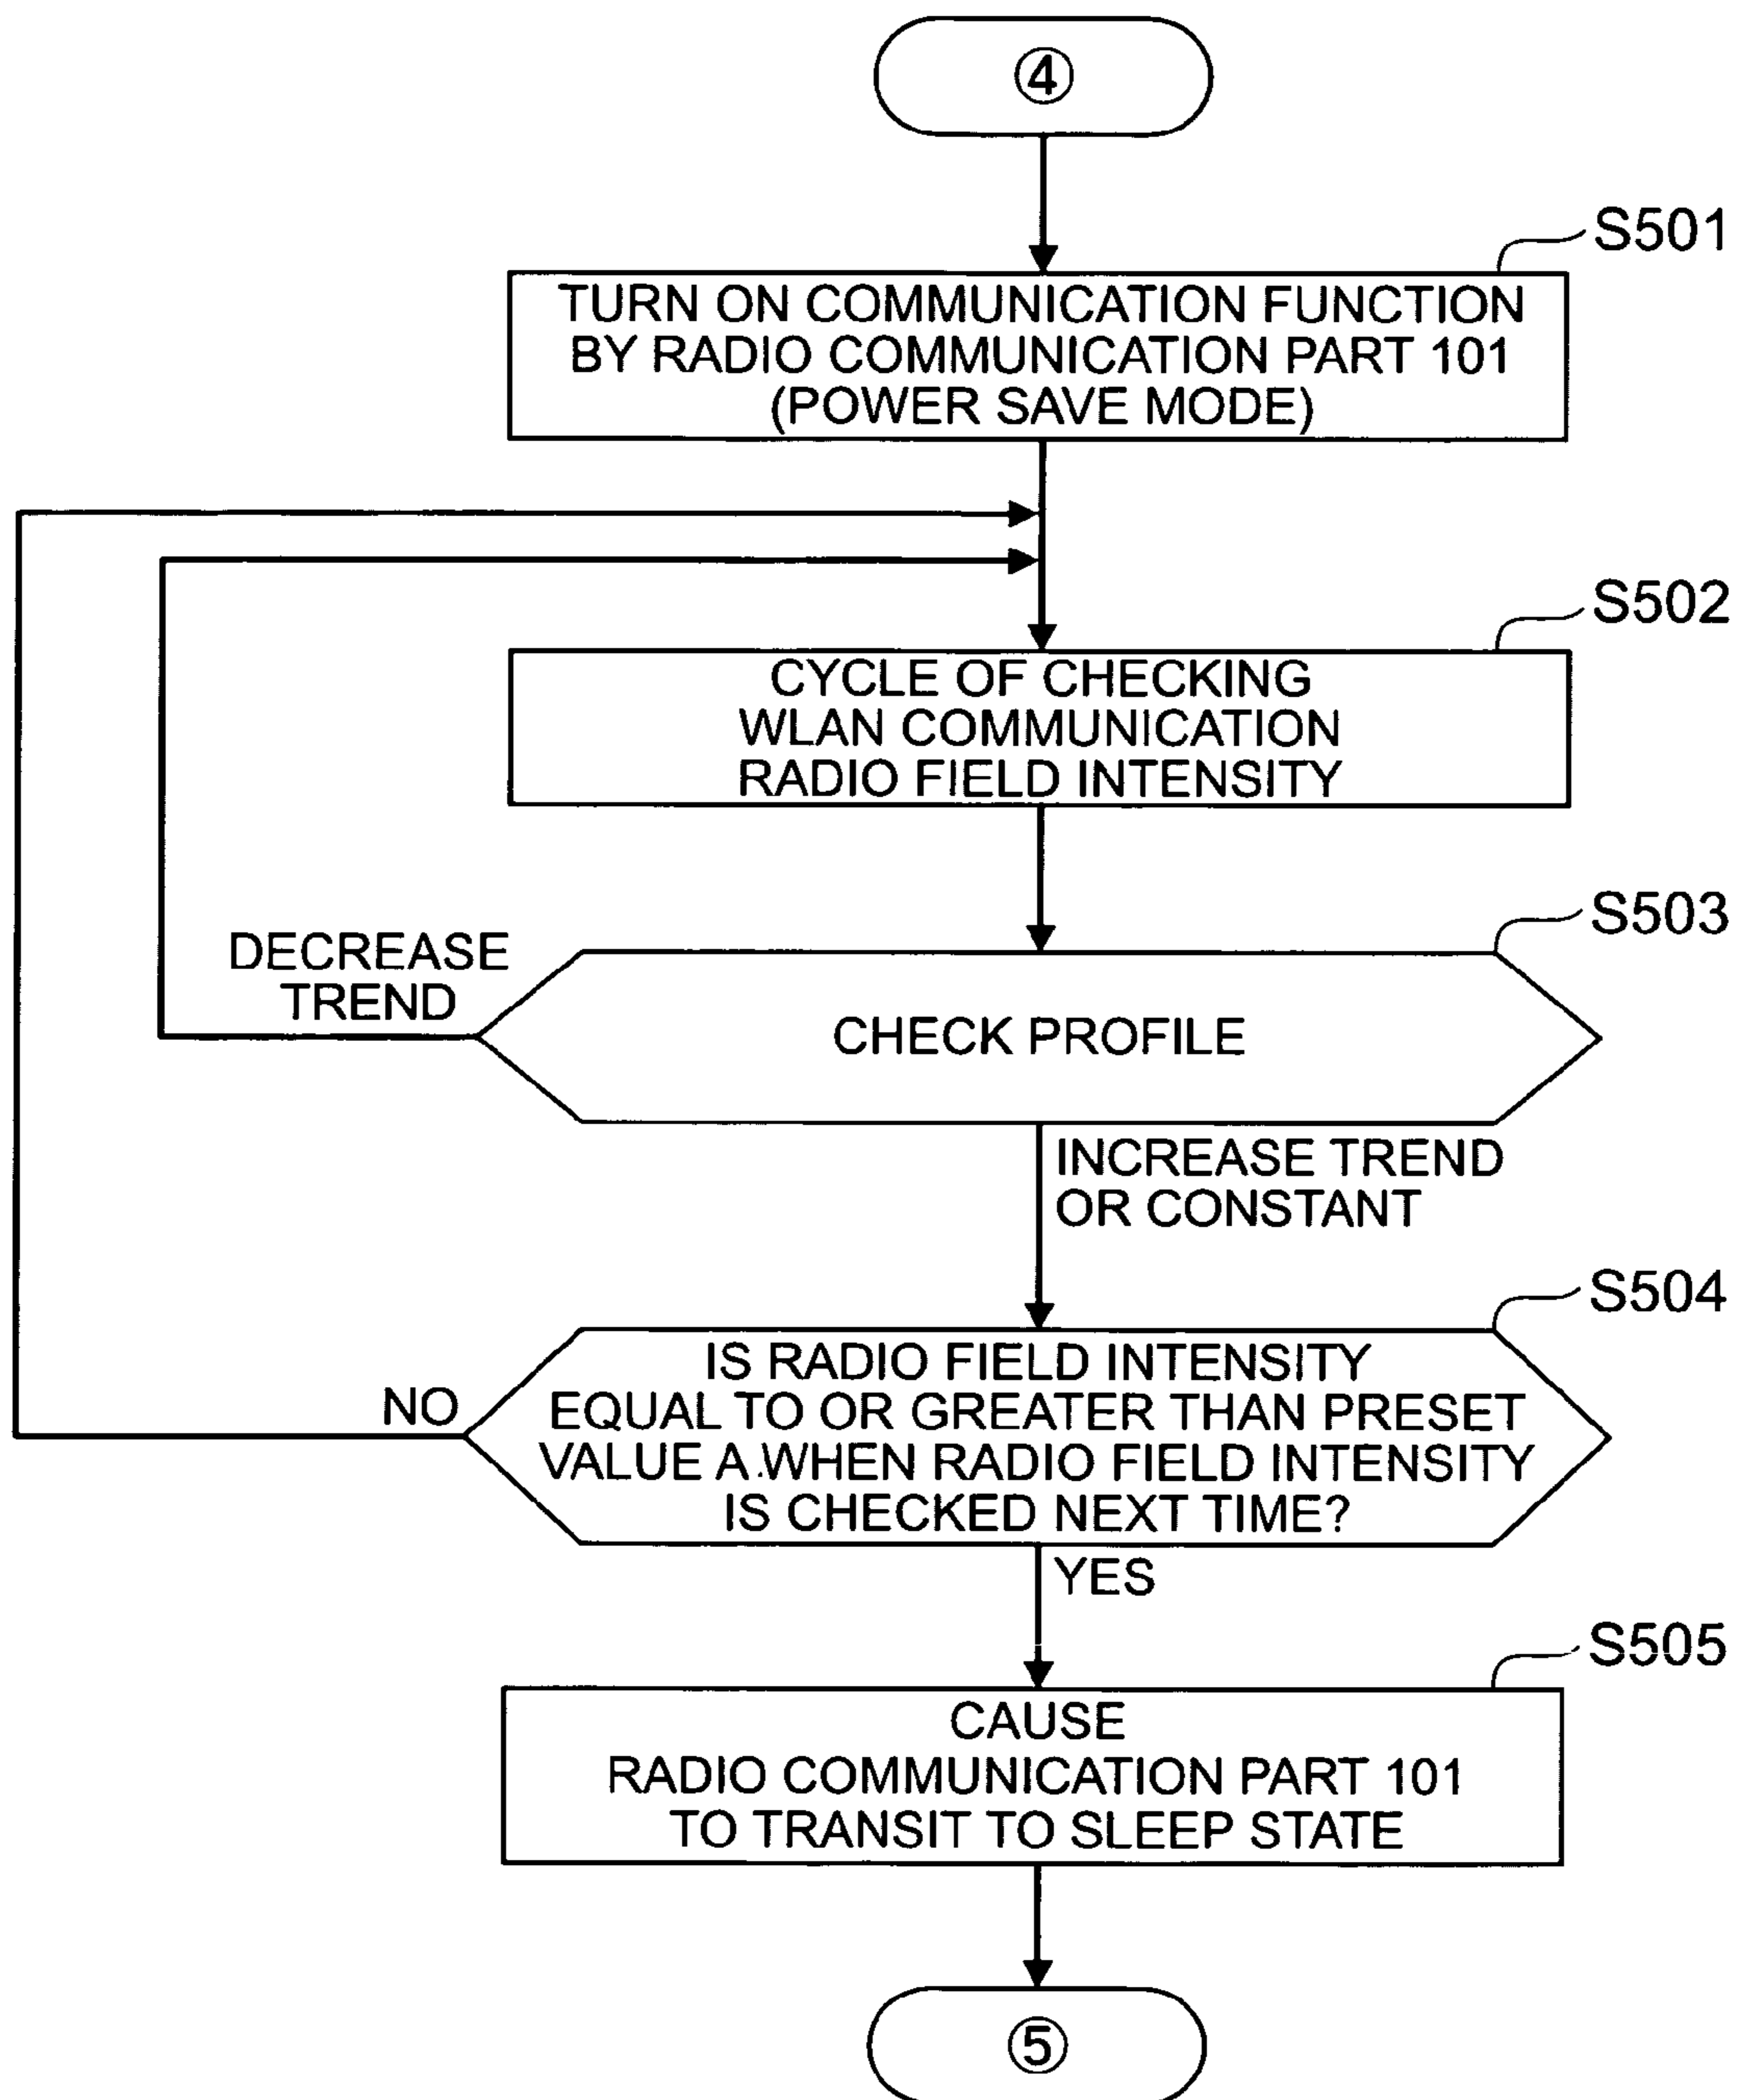 ④
S501
TURN ON COMMUNICATION FUNCTION
BY RADIO COMMUNICATION PART 101
(POWER SAVE MODE)
S502
CYCLE OF CHECKING
WLAN COMMUNICATION
RADIO FIELD INTENSITY
S503
DECREASE
TREND
CHECK PROFILE
INCREASE TREND
OR CONSTANT
S504
NO
IS RADIO FIELD INTENSITY
EQUAL TO OR GREATER THAN PRESET
VALUE A WHEN RADIO FIELD INTENSITY
IS CHECKED NEXT TIME?
YES
S505
CAUSE
RADIO COMMUNICATION PART 101
TO TRANSIT TO SLEEP STATE
⑤